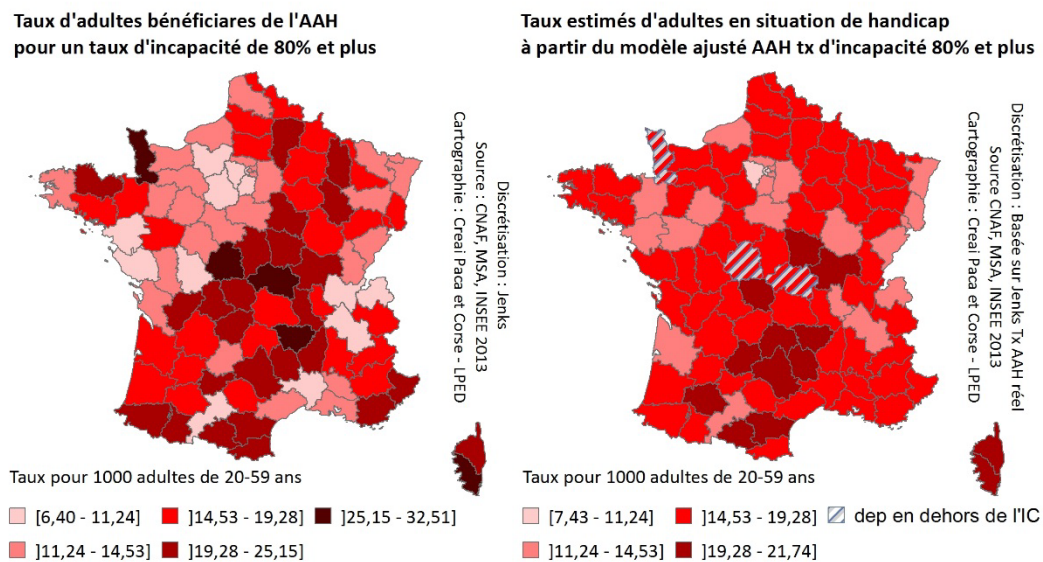 Taux d'adultes bénéficiares de l'AAH
pour un taux d'incapacité de 80% et plus
Discrétisation : Jenks
Source : CNAF, MSA, INSEE 2013
Cartographie : Creai Paca et Corse - LPED
Taux pour 1000 adultes de 20-59 ans
[6,40 - 11,24]
]14,53 - 19,28]
]25,15 - 32,51]
]11,24 - 14,53]
]19,28 - 25,15]
Taux estimés d'adultes en situation de handicap
à partir du modèle ajusté AAH tx d'incapacité 80% et plus
Discrétisation : Basée sur Jenks Tx AAH réel
Source CNAF, MSA, INSEE 2013
Cartographie : Creai Paca et Corse - LPED
Taux pour 1000 adultes de 20-59 ans
[7,43 - 11,24]
]14,53 - 19,28]
dep en dehors de l'IC
]11,24 - 14,53]
]19,28 - 21,74]